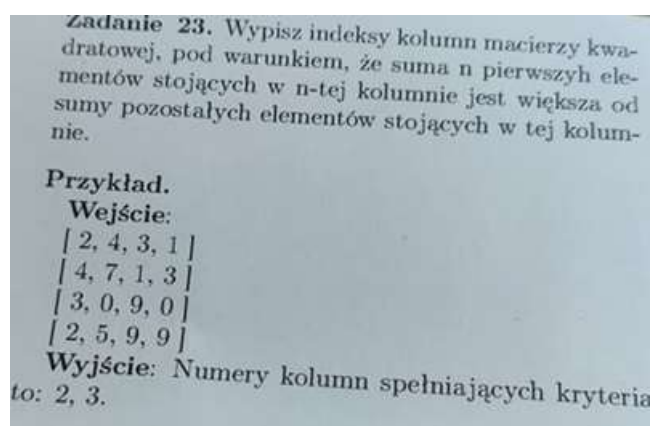 Zadanie 23. Wypisz indeksy kolumn macierzy kwa-
dratowej, pod warunkiem, że suma n pierwszyh ele-
mentów stojących w n-tej kolumnie jest większa od
sumy pozostałych elementów stojących w tej kolum-
nie.
Przykład.
Wejście:
[ 2, 4, 3, 1 ]
[ 4, 7, 1, 3 ]
[ 3, 0, 9, 0 ]
[ 2, 5, 9, 9 ]
Wyjście: Numery kolumn spełniających kryteria
to: 2, 3.